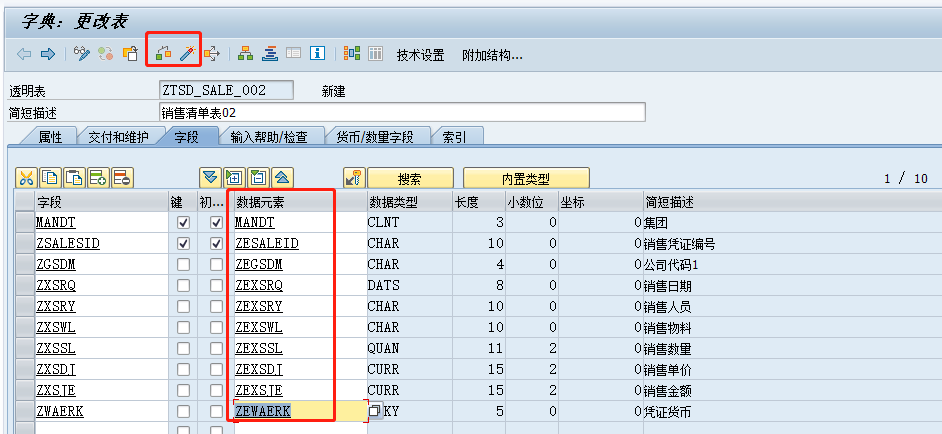 字典：更改表
技术设置 附加结构...
透明表 ZTSD_SALE_002 新建
简短描述 销售清单表02
属性 交付和维护 字段 输入帮助/检查 货币/数量字段 索引
搜索 内置类型 1 / 10
字段 键 初... 数据元素 数据类型 长度 小数位 坐标 简短描述
MANDT MANDT CLNT 3 0 0 集团
ZSALESID ZESALEID CHAR 10 0 0 销售凭证编号
ZGSDM ZEGSDM CHAR 4 0 0 公司代码1
ZXSRQ ZEXSRQ DATS 8 0 0 销售日期
ZXSRY ZEXSRY CHAR 10 0 0 销售人员
ZXSWL ZEXSWL CHAR 10 0 0 销售物料
ZXSSL ZEXSSL QUAN 11 2 0 销售数量
ZXSDJ ZEXSDJ CURR 15 2 0 销售单价
ZXSJE ZEXSJE CURR 15 2 0 销售金额
ZWAERK ZEWAERK KY 5 0 0 凭证货币